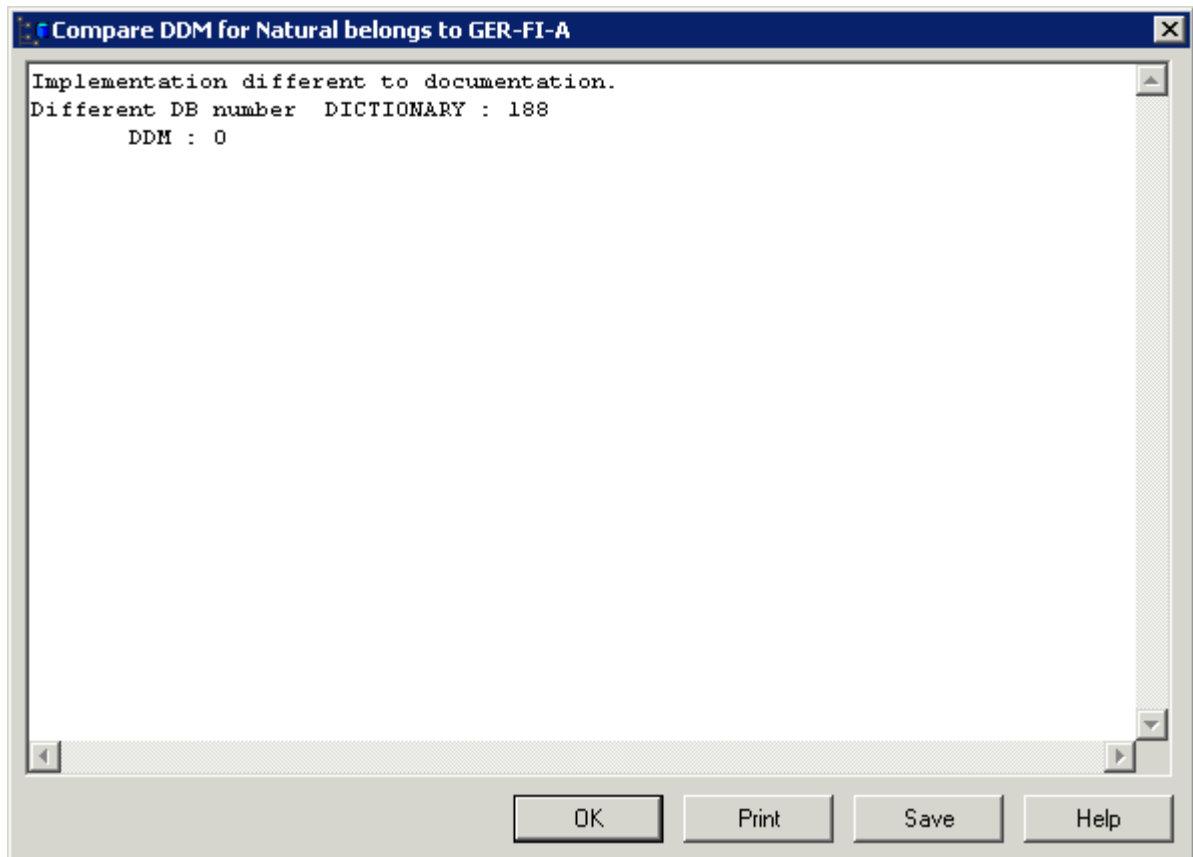 Compare DDM for Natural belongs to GER-FI-A
Implementation different to documentation.
Different DB number  DICTIONARY : 188
       DDM : 0
OK
Print
Save
Help